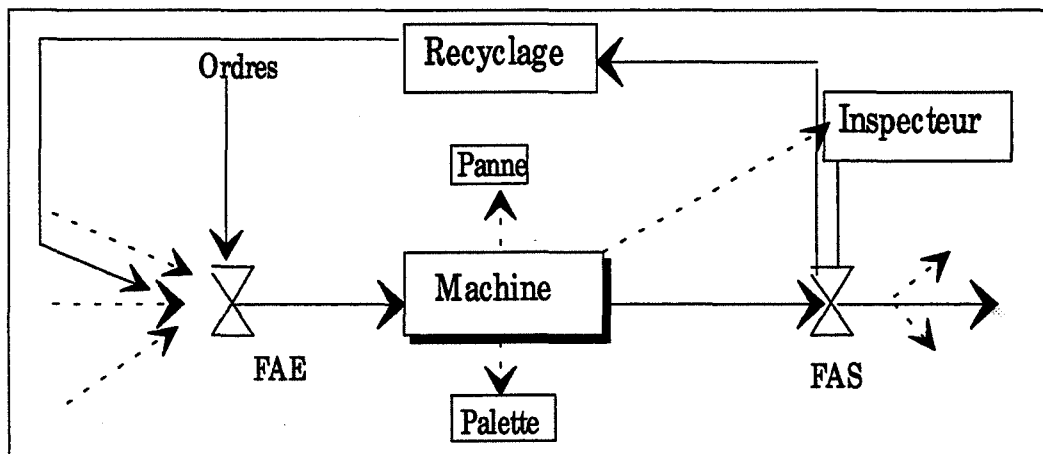 Recyclage
Ordres
Inspecteur
Panne
Machine
FAE
FAS
Palette